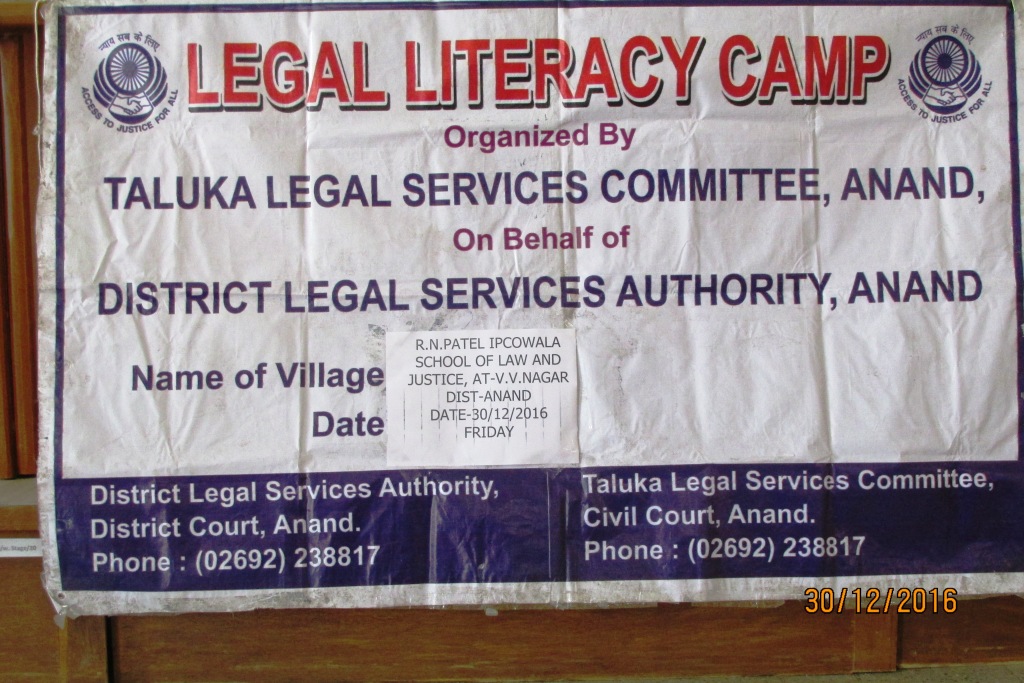 न्याय सब के लिए
ACCESS TO JUSTICE FOR ALL
LEGAL LITERACY CAMP
न्याय सब के लिए
ACCESS TO JUSTICE FOR ALL
Organized By
TALUKA LEGAL SERVICES COMMITTEE, ANAND,
On Behalf of
DISTRICT LEGAL SERVICES AUTHORITY, ANAND
Name of Village
Date
R.N.PATEL IPCOWALA
SCHOOL OF LAW AND
JUSTICE, AT-V.V.NAGAR
DIST-ANAND
DATE-30/12/2016
FRIDAY
District Legal Services Authority,
District Court, Anand.
Phone : (02692) 238817
Taluka Legal Services Committee,
Civil Court, Anand.
Phone : (02692) 238817
30/12/2016